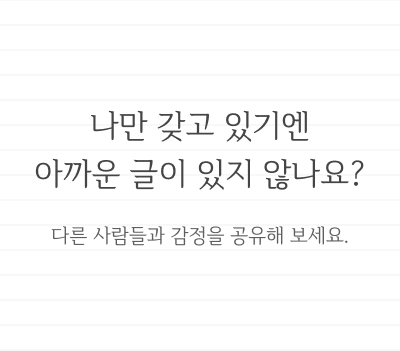 나만 갖고 있기엔
아까운 글이 있지 않나요?
다른 사람들과 감정을 공유해 보세요.